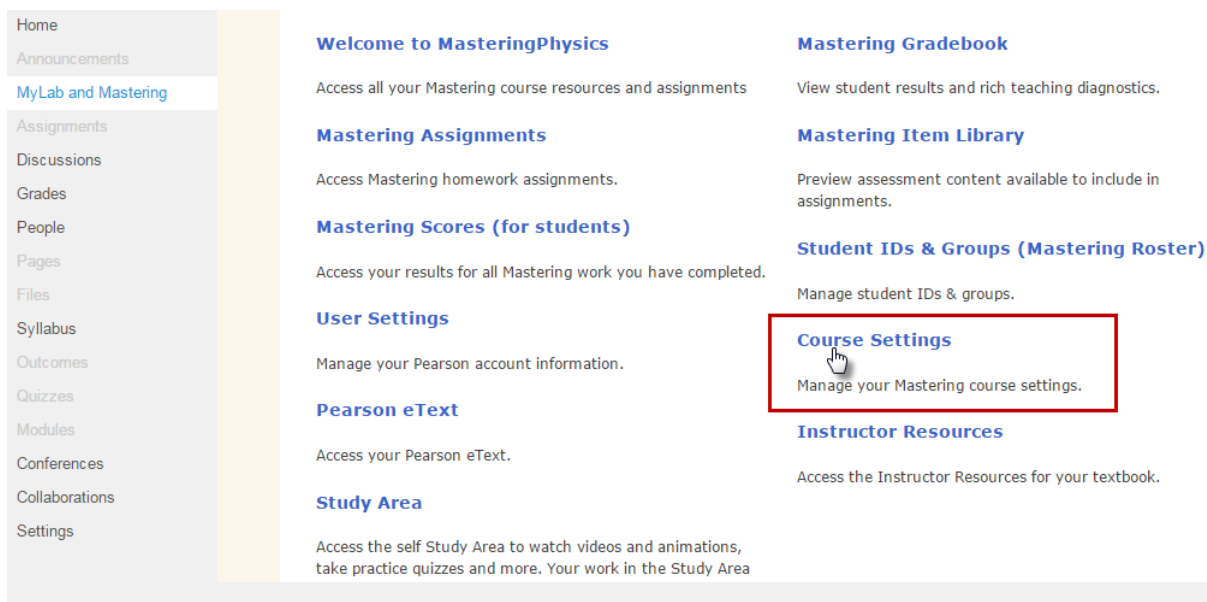 Home
Announcements
MyLab and Mastering
Assignments
Discussions
Grades
People
Pages
Files
Syllabus
Outcomes
Quizzes
Modules
Conferences
Collaborations
Settings
Welcome to MasteringPhysics
Access all your Mastering course resources and assignments
Mastering Assignments
Access Mastering homework assignments.
Mastering Scores (for students)
Access your results for all Mastering work you have completed.
User Settings
Manage your Pearson account information.
Pearson eText
Access your Pearson eText.
Study Area
Access the self Study Area to watch videos and animations,
take practice quizzes and more. Your work in the Study Area
Mastering Gradebook
View student results and rich teaching diagnostics.
Mastering Item Library
Preview assessment content available to include in
assignments.
Student IDs & Groups (Mastering Roster)
Manage student IDs & groups.
Course Settings
Manage your Mastering course settings.
Instructor Resources
Access the Instructor Resources for your textbook.